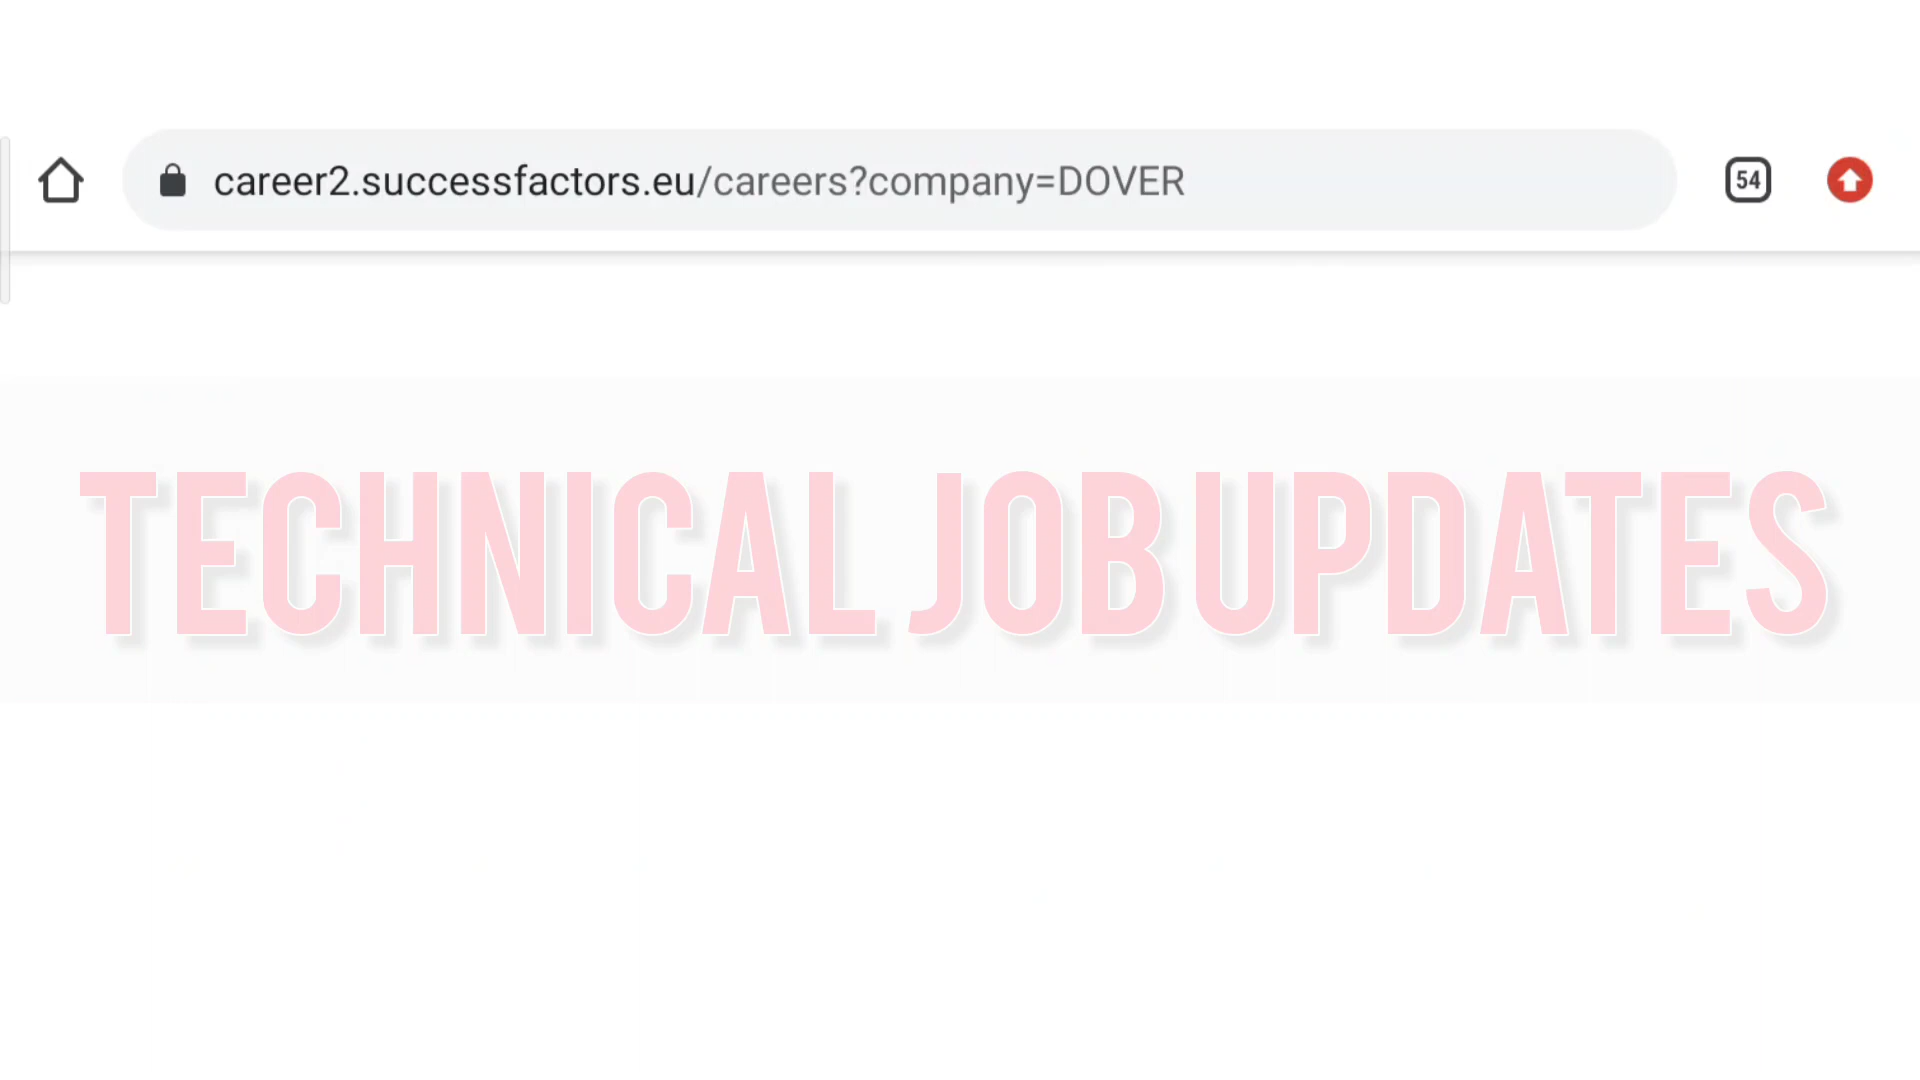 career2.successfactors.eu/careers?company=DOVER
54
TECHNICAL JOB UPDATES